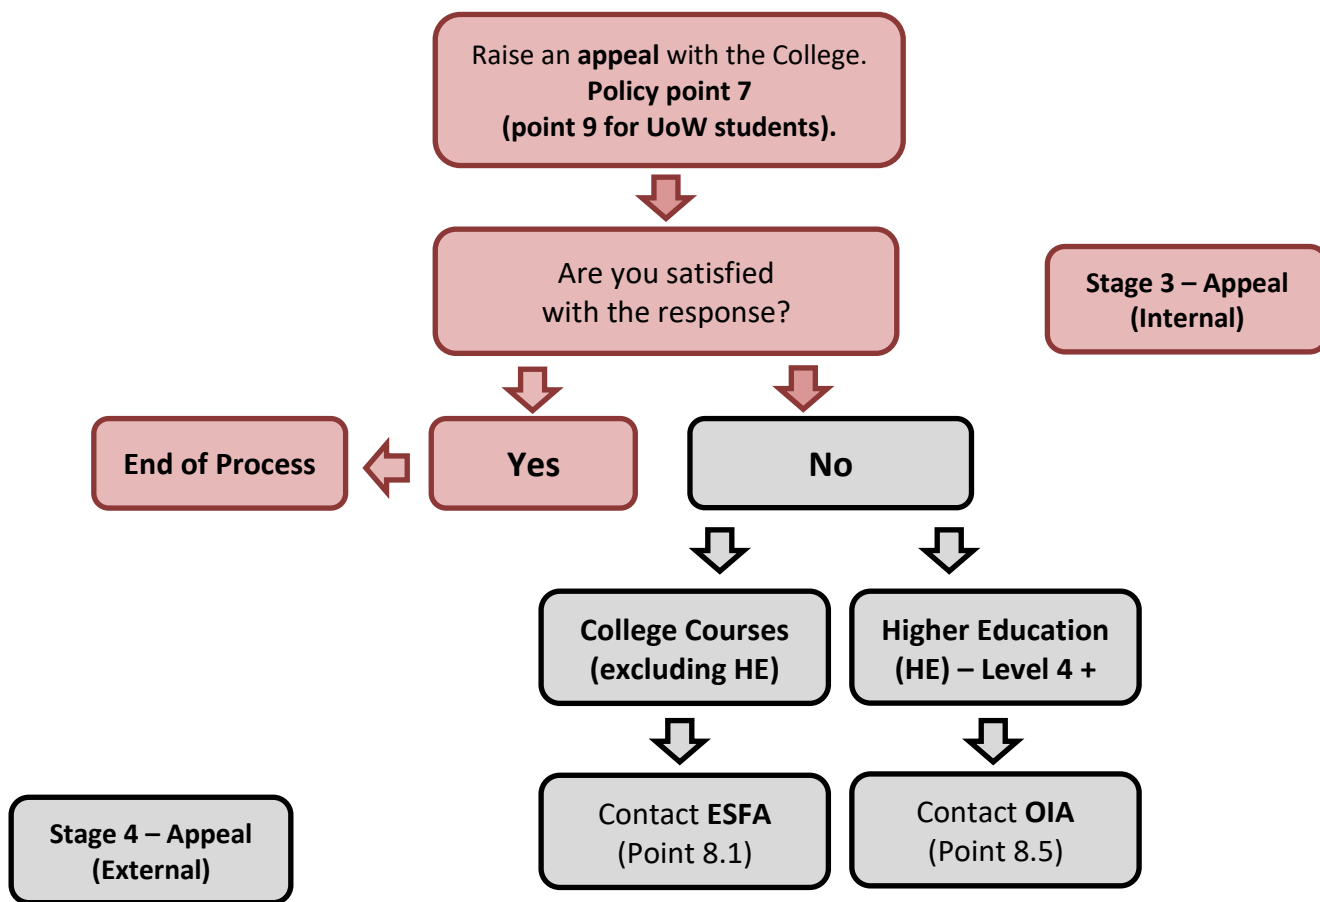 Raise an appeal with the College.
Policy point 7
(point 9 for UoW students).
Are you satisfied
with the response?
Stage 3 – Appeal
(Internal)
End of Process
Yes
No
College Courses
(excluding HE)
Higher Education
(HE) – Level 4 +
Contact ESFA
(Point 8.1)
Contact OIA
(Point 8.5)
Stage 4 – Appeal
(External)